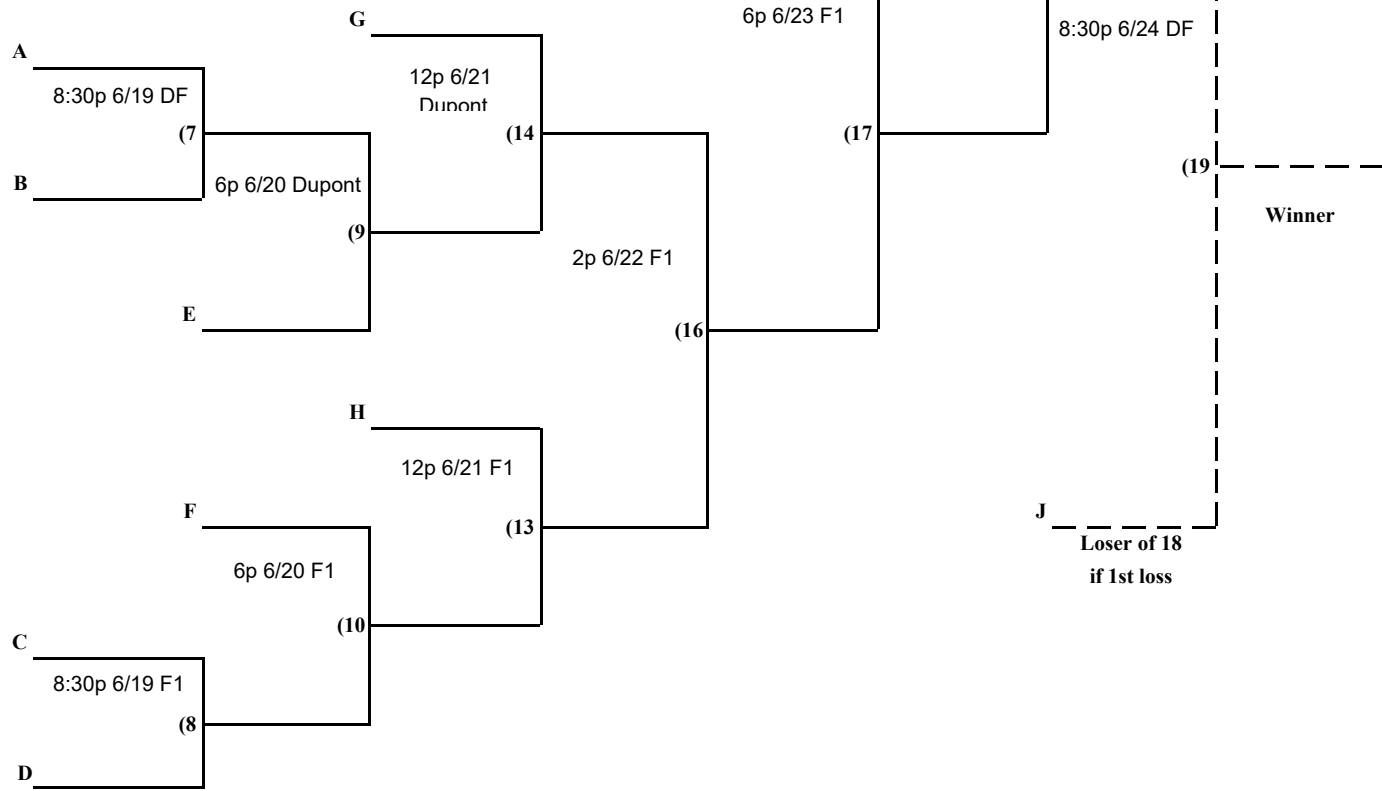 6p 6/23 F1
G
8:30p 6/24 DF
A
12p 6/21
8:30p 6/19 DF
Dupont
(7
(14
(17
(19
B
6p 6/20 Dupont
Winner
(9
2p 6/22 F1
E
(16
H
12p 6/21 F1
F
(13
J
Loser of 18
6p 6/20 F1
if 1st loss
(10
C
8:30p 6/19 F1
(8
D